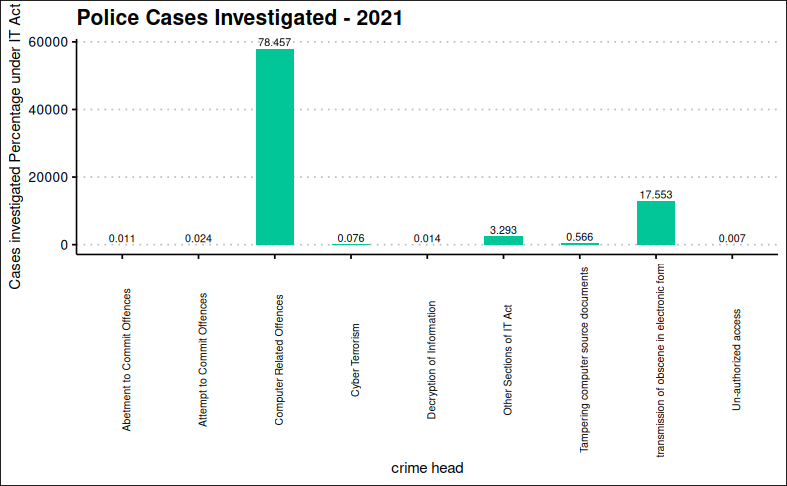 Police Cases Investigated - 2021
Cases investigated Percentage under IT Act
60000
40000
20000
0
0.011
0.024
78.457
0.076
0.014
3.293
0.566
17.553
0.007
Abetment to Commit Offences
Attempt to Commit Offences
Computer Related Offences
Cyber Terrorism
Decryption of Information
Other Sections of IT Act
Tampering computer source documents
transmission of obscene in electronic form
Un-authorized access
crime head